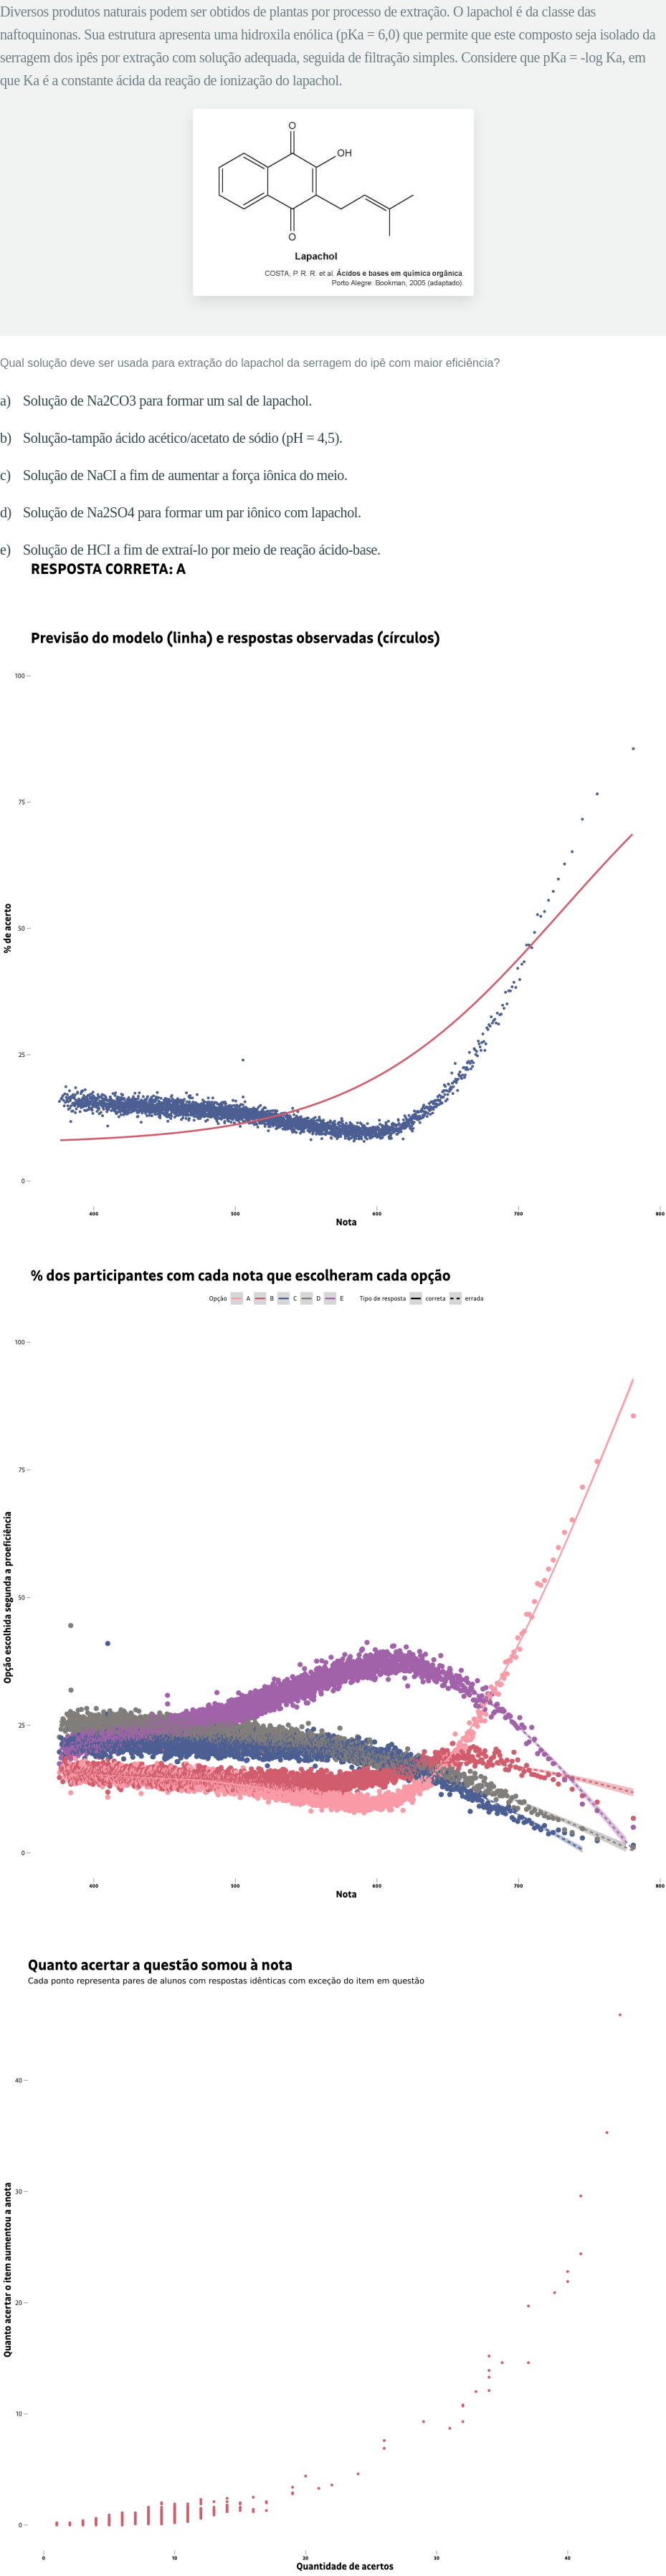 Diversos produtos naturais podem ser obtidos de plantas por processo de extração. O lapachol é da classe das
naftoquinonas. Sua estrutura apresenta uma hidroxila enólica (pKa = 6,0) que permite que este composto seja isolado da
serragem dos ipês por extração com solução adequada, seguida de filtração simples. Considere que pKa = -log Ka, em
que Ka é a constante ácida da reação de ionização do lapachol.
O
OH
O
Lapachol
COSTA, P. R. R. et al. Ácidos e bases em química orgânica.
Porto Alegre: Bookman, 2005 (adaptado).
Qual solução deve ser usada para extração do lapachol da serragem do ipê com maior eficiência?
a) Solução de Na2CO3 para formar um sal de lapachol.
b) Solução-tampão ácido acético/acetato de sódio (pH = 4,5).
c) Solução de NaCI a fim de aumentar a força iônica do meio.
d) Solução de Na2SO4 para formar um par iônico com lapachol.
e) Solução de HCI a fim de extraí-lo por meio de reação ácido-base.
RESPOSTA CORRETA: A
Previsão do modelo (linha) e respostas observadas (círculos)
100
75
50
25
0
% de acerto
400 500 600 700 800
Nota
% dos participantes com cada nota que escolheram cada opção
Opção A B C D E Tipo de resposta correta errada
100
75
50
25
0
Opção escolhida segunda a proeficiência
400 500 600 700 800
Nota
Quanto acertar a questão somou à nota
Cada ponto representa pares de alunos com respostas idênticas com exceção do item em questão
40
30
20
10
0
Quanto acertar o item aumentou a anota
0 10 20 30 40
Quantidade de acertos